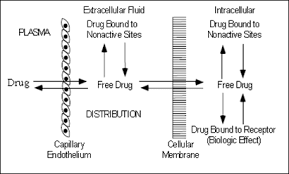 Extracellular Fluid
Intracellular
PLASMA
Drug Bound to
Nonactive Sites
Drug Bound to
Nonactive Sites
Drug
Free Drug
Free Drug
DISTRIBUTION
Drug Bound to Receptor
(Biologic Effect)
Capillary
Endothelium
Cellular
Membrane